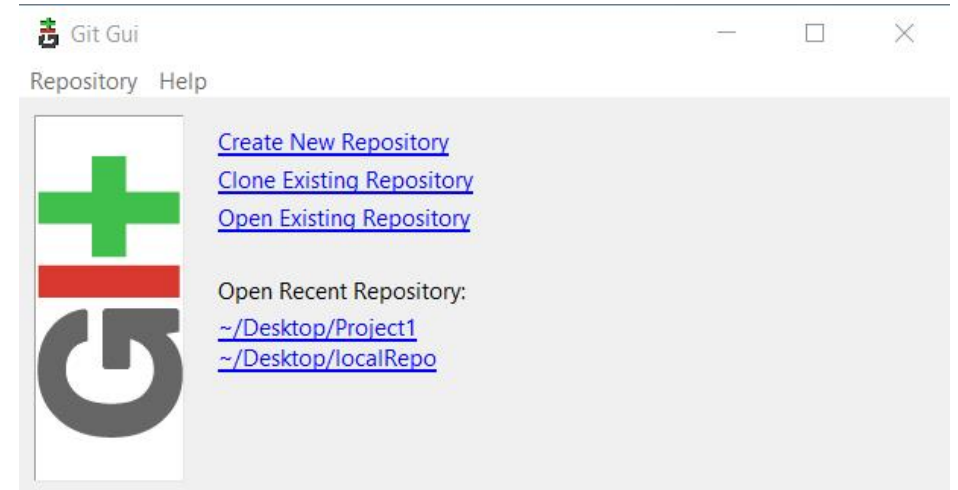 Git Gui
Repository Help
Create New Repository
Clone Existing Repository
Open Existing Repository
Open Recent Repository:
~/Desktop/Project1
~/Desktop/localRepo
GIt